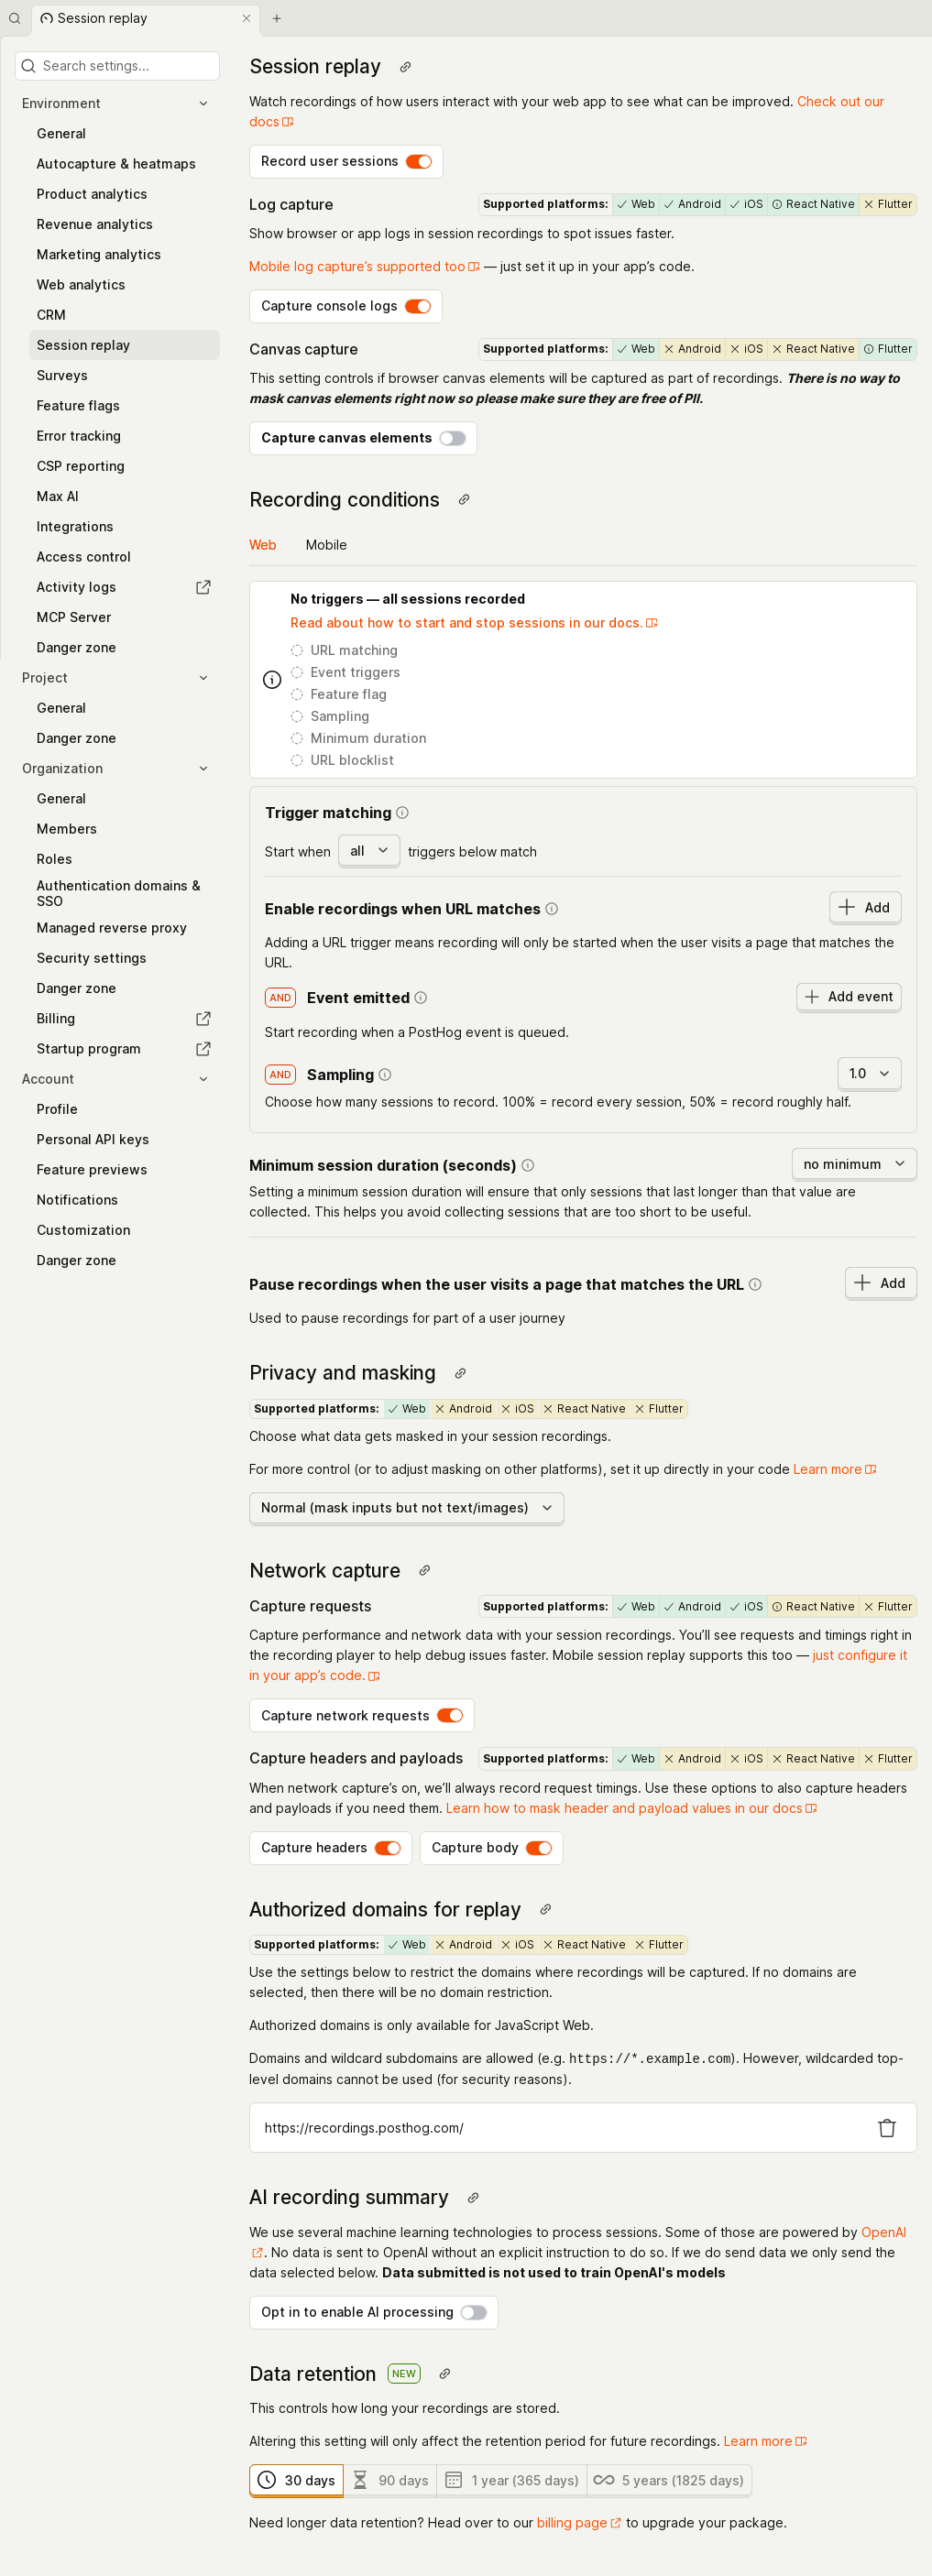 Session replay
Search settings...
Environment
General
Autocapture & heatmaps
Product analytics
Revenue analytics
Marketing analytics
Web analytics
CRM
Session replay
Surveys
Feature flags
Error tracking
CSP reporting
Max AI
Integrations
Access control
Activity logs
MCP Server
Danger zone
Project
General
Danger zone
Organization
General
Members
Roles
Authentication domains &
SSO
Managed reverse proxy
Security settings
Danger zone
Billing
Startup program
Account
Profile
Personal API keys
Feature previews
Notifications
Customization
Danger zone
Session replay
Watch recordings of how users interact with your web app to see what can be improved. Check out our
docs
Record user sessions
Log capture
Supported platforms: Web Android iOS React Native Flutter
Show browser or app logs in session recordings to spot issues faster.
Mobile log capture’s supported too — just set it up in your app’s code.
Capture console logs
Canvas capture
Supported platforms: Web Android iOS React Native Flutter
This setting controls if browser canvas elements will be captured as part of recordings. There is no way to
mask canvas elements right now so please make sure they are free of PII.
Capture canvas elements
Recording conditions
Web Mobile
No triggers — all sessions recorded
Read about how to start and stop sessions in our docs.
URL matching
Event triggers
Feature flag
Sampling
Minimum duration
URL blocklist
Trigger matching
Start when all triggers below match
Enable recordings when URL matches
Add
Adding a URL trigger means recording will only be started when the user visits a page that matches the
URL.
AND Event emitted
Add event
Start recording when a PostHog event is queued.
AND Sampling
1.0
Choose how many sessions to record. 100% = record every session, 50% = record roughly half.
Minimum session duration (seconds)
no minimum
Setting a minimum session duration will ensure that only sessions that last longer than that value are
collected. This helps you avoid collecting sessions that are too short to be useful.
Pause recordings when the user visits a page that matches the URL
Add
Used to pause recordings for part of a user journey
Privacy and masking
Supported platforms: Web Android iOS React Native Flutter
Choose what data gets masked in your session recordings.
For more control (or to adjust masking on other platforms), set it up directly in your code Learn more
Normal (mask inputs but not text/images)
Network capture
Capture requests
Supported platforms: Web Android iOS React Native Flutter
Capture performance and network data with your session recordings. You’ll see requests and timings right in
the recording player to help debug issues faster. Mobile session replay supports this too — just configure it
in your app’s code.
Capture network requests
Capture headers and payloads
Supported platforms: Web Android iOS React Native Flutter
When network capture’s on, we’ll always record request timings. Use these options to also capture headers
and payloads if you need them. Learn how to mask header and payload values in our docs
Capture headers Capture body
Authorized domains for replay
Supported platforms: Web Android iOS React Native Flutter
Use the settings below to restrict the domains where recordings will be captured. If no domains are
selected, then there will be no domain restriction.
Authorized domains is only available for JavaScript Web.
Domains and wildcard subdomains are allowed (e.g. https://*.example.com). However, wildcarded top-
level domains cannot be used (for security reasons).
https://recordings.posthog.com/
AI recording summary
We use several machine learning technologies to process sessions. Some of those are powered by OpenAI
. No data is sent to OpenAI without an explicit instruction to do so. If we do send data we only send the
data selected below. Data submitted is not used to train OpenAI's models
Opt in to enable AI processing
Data retention NEW
This controls how long your recordings are stored.
Altering this setting will only affect the retention period for future recordings. Learn more
30 days 90 days 1 year (365 days) 5 years (1825 days)
Need longer data retention? Head over to our billing page to upgrade your package.